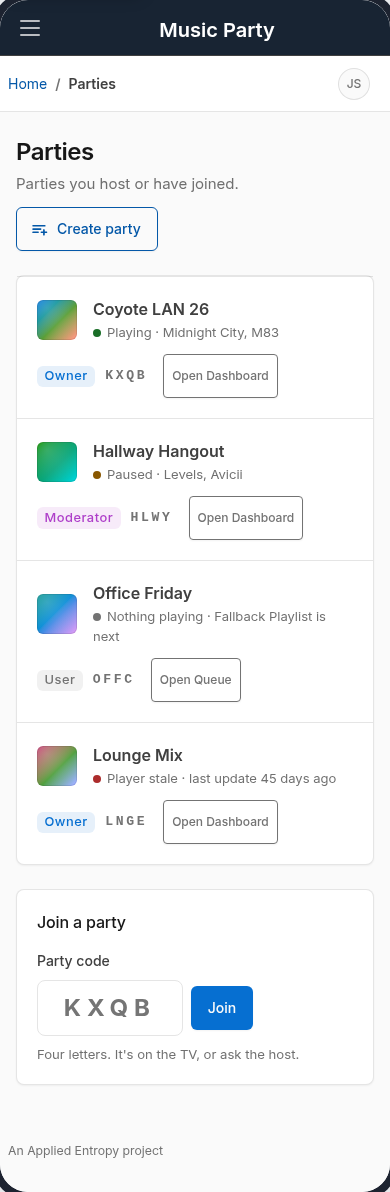 Music Party
Home / Parties
JS
Parties
Parties you host or have joined.
Create party
Coyote LAN 26
Playing · Midnight City, M83
Owner KXQB Open Dashboard
Hallway Hangout
Paused · Levels, Avicii
Moderator HLWY Open Dashboard
Office Friday
Nothing playing · Fallback Playlist is
next
User OFFC Open Queue
Lounge Mix
Player stale · last update 45 days ago
Owner LNGE Open Dashboard
Join a party
Party code
KXQB Join
Four letters. It's on the TV, or ask the host.
An Applied Entropy project